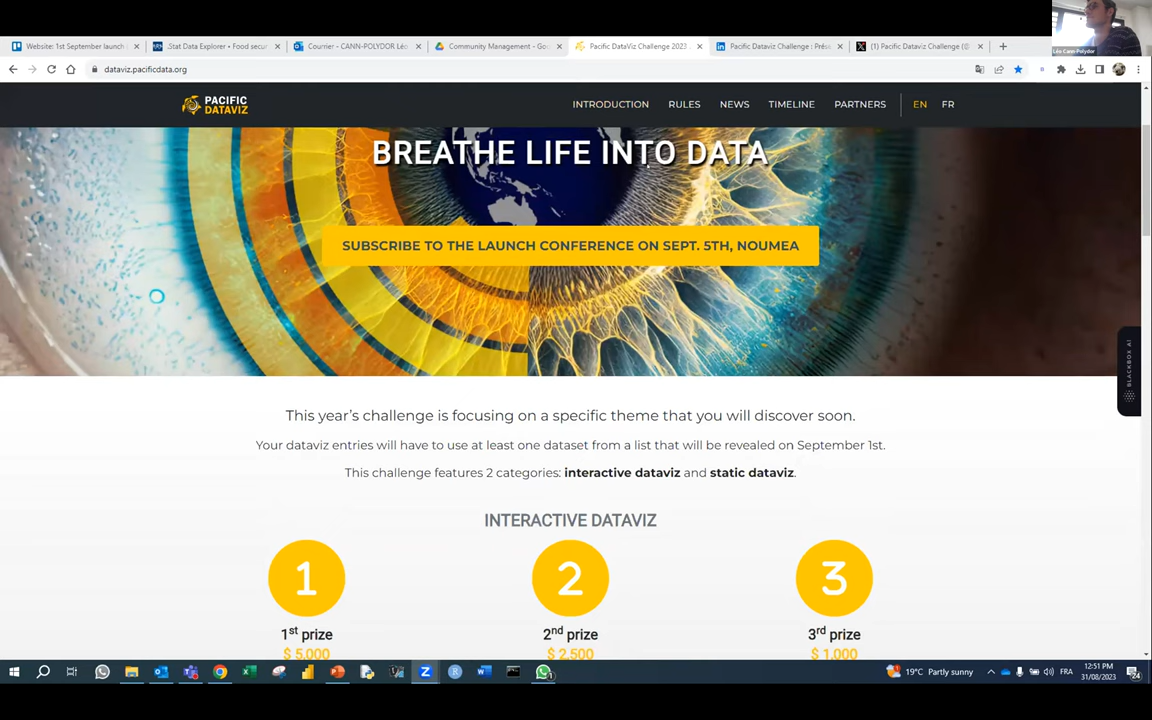 Website: 1st September launch
.Stat Data Explorer • Food secur
Courrier - CANN-POLYDOR Léo
Community Management - Goo
Pacific DataViz Challenge 2023
Pacific Dataviz Challenge : Prés
(1) Pacific Dataviz Challenge
Léo Cann-Polydor
dataviz.pacificdata.org
PACIFIC
DATAVIZ
INTRODUCTION RULES NEWS TIMELINE PARTNERS EN FR
BREATHE LIFE INTO DATA
SUBSCRIBE TO THE LAUNCH CONFERENCE ON SEPT. 5TH, NOUMEA
BLACKBOX AI
This year's challenge is focusing on a specific theme that you will discover soon.
Your dataviz entries will have to use at least one dataset from a list that will be revealed on September 1st.
This challenge features 2 categories: interactive dataviz and static dataviz.
INTERACTIVE DATAVIZ
1 2 3
1st prize 2nd prize 3rd prize
$ 5,000 $ 2,500 $ 1,000
19°C Partly sunny
FRA
12:51 PM
31/08/2023
24